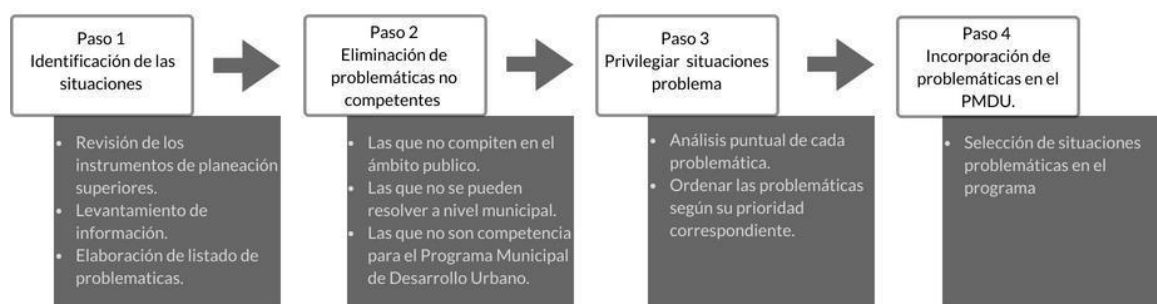 Paso 1
Identificación de las
situaciones
• Revisión de los
instrumentos de planeación
superiores.
• Levantamiento de
información.
• Elaboración de listado de
problematicas.
Paso 2
Eliminación de
problemáticas no
competentes
• Las que no compiten en el
ámbito publico.
• Las que no se pueden
resolver a nivel municipal.
• Las que no son competencia
para el Programa Municipal
de Desarrollo Urbano.
Paso 3
Privilegiar situaciones
problema
• Análisis puntual de cada
problemática.
• Ordenar las problemáticas
según su prioridad
correspondiente.
Paso 4
Incorporación de
problemáticas en el
PMDU.
• Selección de situaciones
problemáticas en el
programa